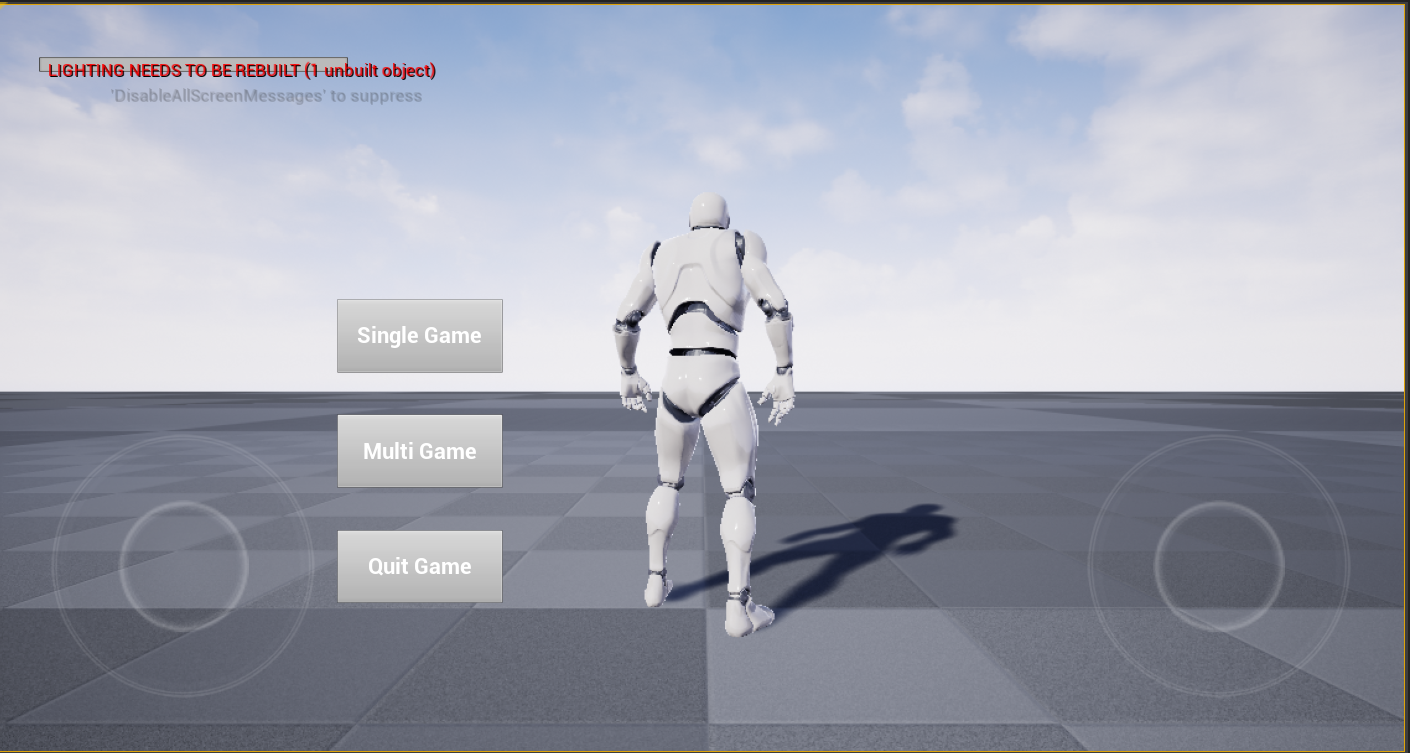 LIGHTING NEEDS TO BE REBUILT (1 unbuilt object)
'DisableAllScreenMessages' to suppress
Single Game
Multi Game
Quit Game